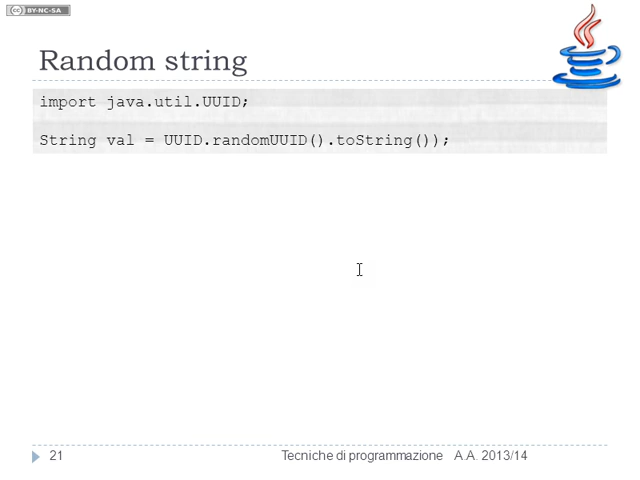 cc BY-NC-SA
Random string
import java.util.UUID;
String val = UUID.randomUUID().toString());
21
Tecniche di programmazione A.A. 2013/14